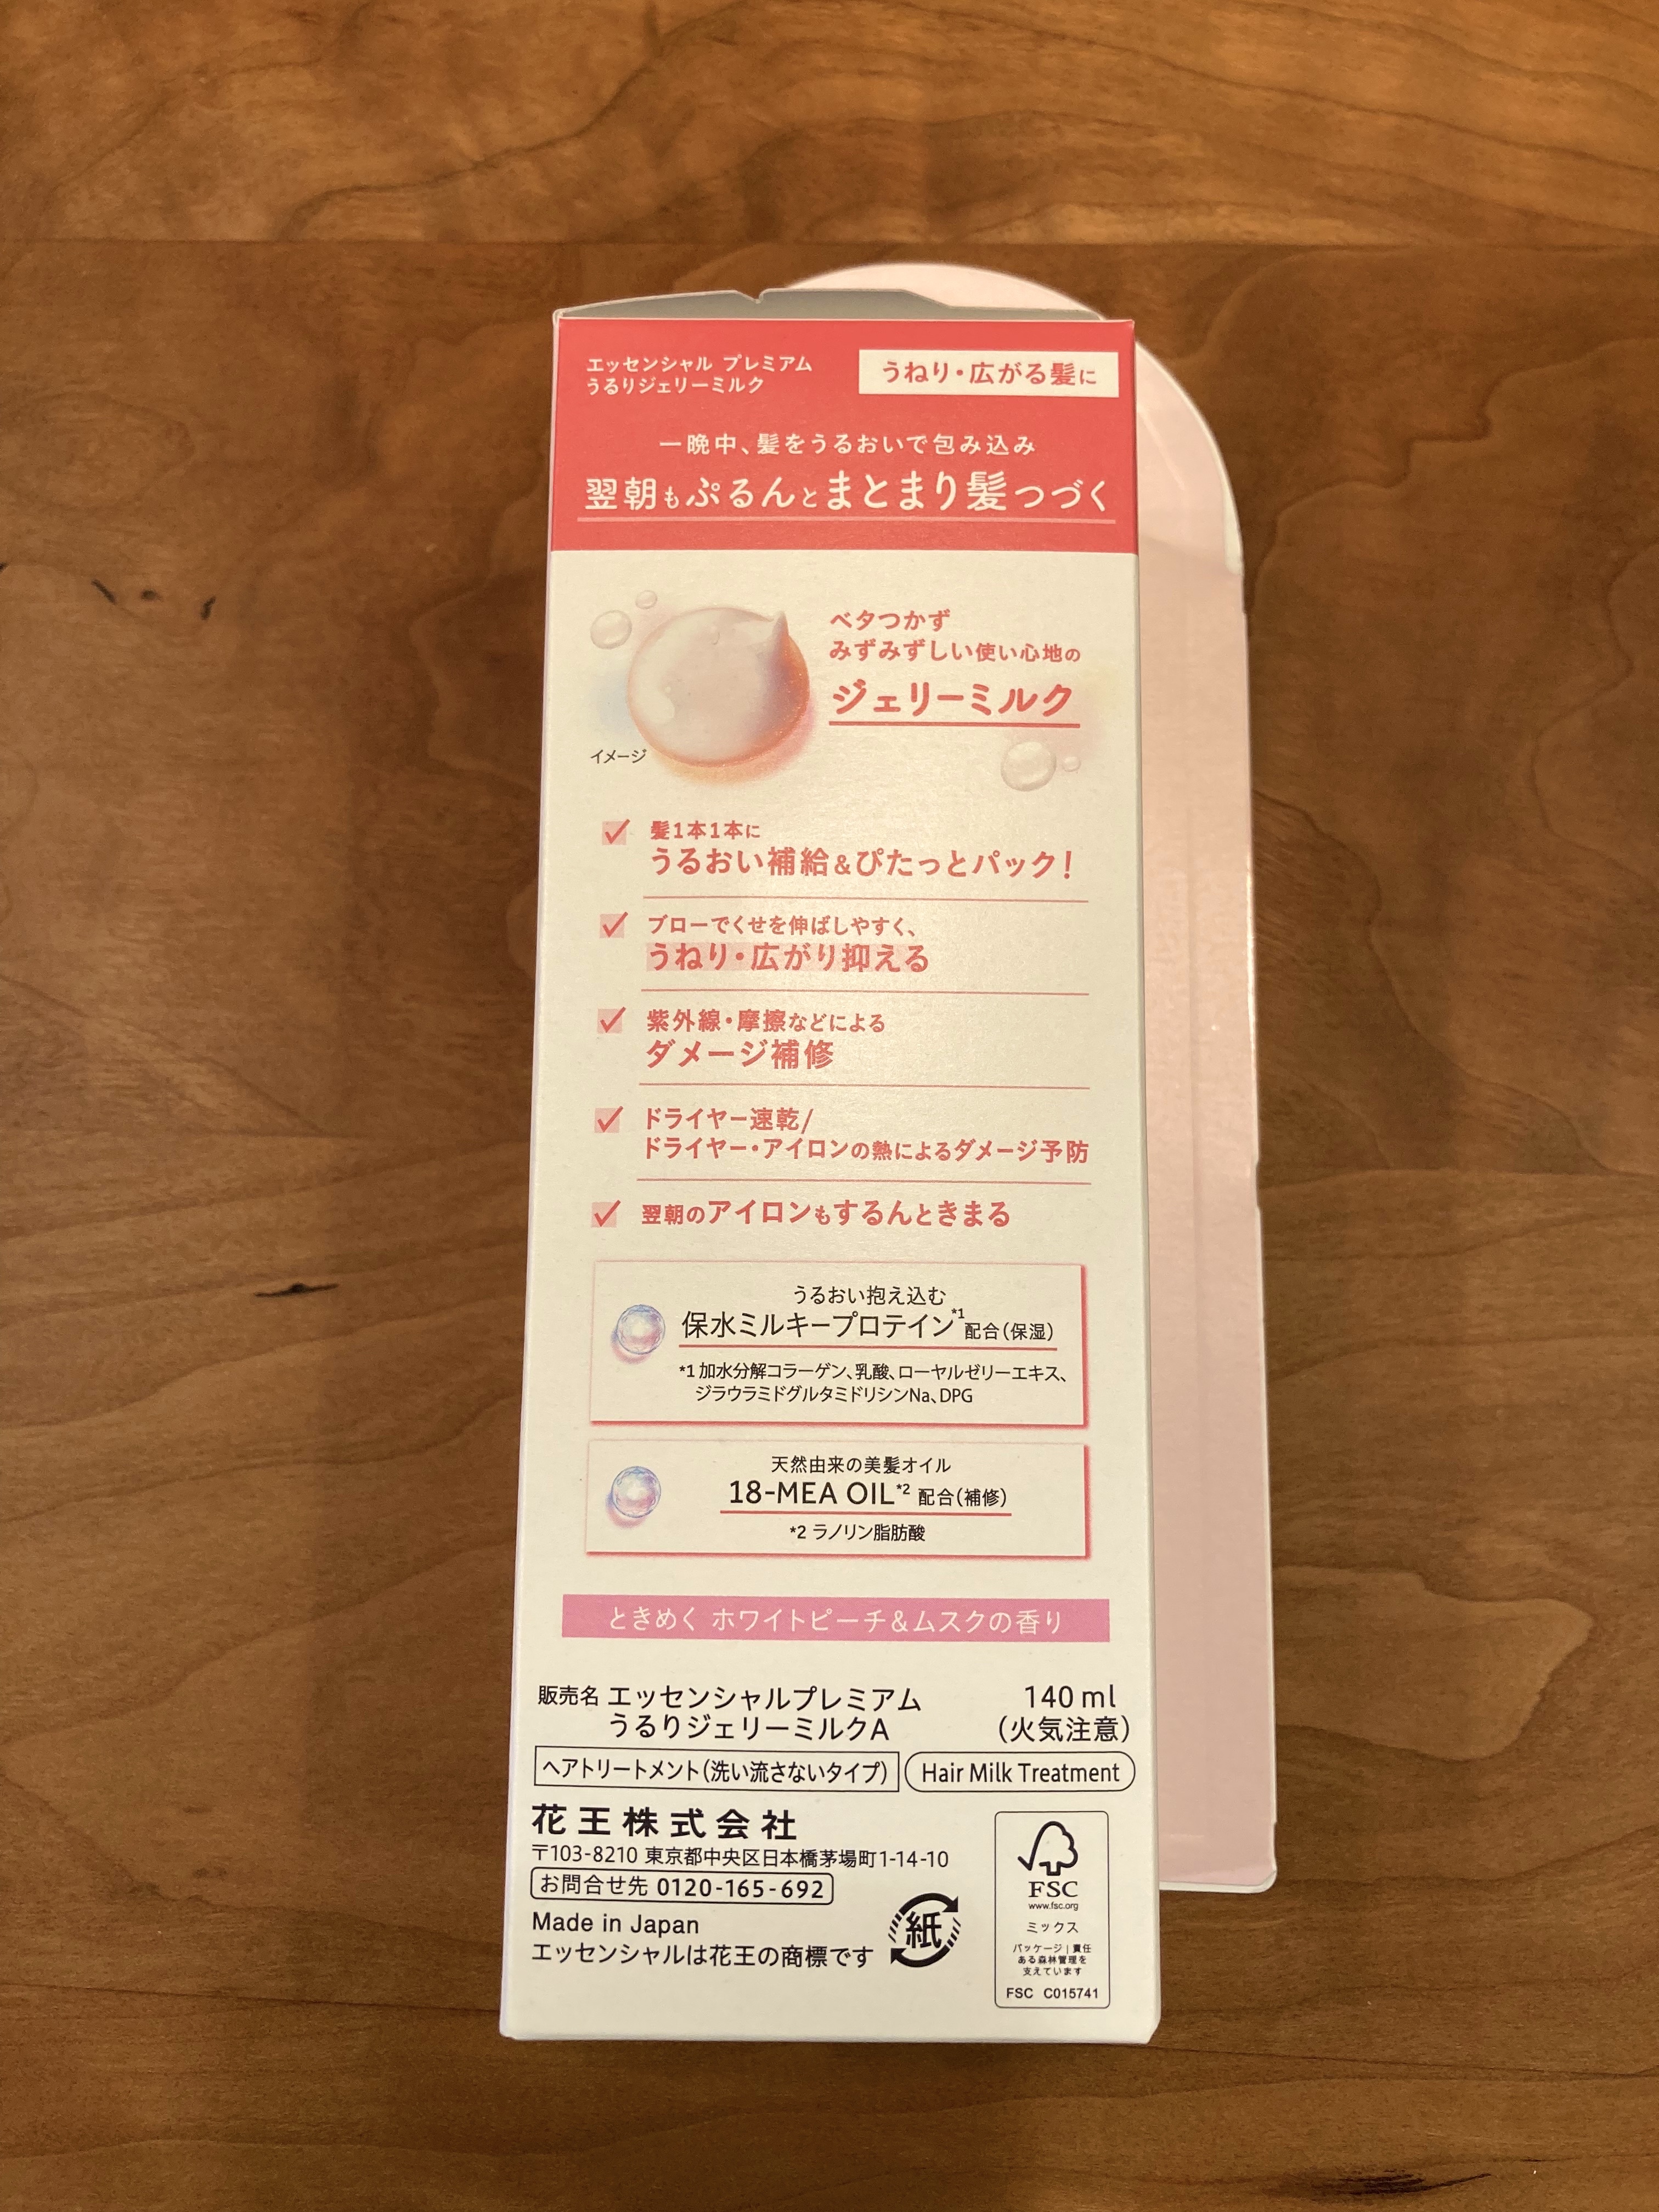 エッセンシャル プレミアム
うるりジェリーミルク
うねり・広がる髪に
一晩中、髪をうるおいで包み込み
翌朝もぷるんとまとまり髪つづく
ベタつかず
みずみずしい使い心地の
ジェリーミルク
イメージ
髪1本1本に
うるおい補給&ぴたっとパック!
ブローでくせを伸ばしやすく、
うねり・広がり抑える
紫外線・摩擦などによる
ダメージ補修
ドライヤー速乾/
ドライヤー・アイロンの熱によるダメージ予防
翌朝のアイロンもするんときまる
うるおい抱え込む
保水ミルキープロテイン*1配合(保湿)
*1 加水分解コラーゲン、乳酸、ローヤルゼリーエキス、
ジラウラミドグルタミドリシンNa、DPG
天然由来の美髪オイル
18-MEA OIL*2 配合(補修)
*2 ラノリン脂肪酸
ときめく ホワイトピーチ&ムスクの香り
販売名 エッセンシャルプレミアム
うるりジェリーミルクA
140 ml
(火気注意)
ヘアトリートメント(洗い流さないタイプ)
Hair Milk Treatment
花王株式会社
〒103-8210 東京都中央区日本橋茅場町1-14-10
お問合せ先 0120-165-692
Made in Japan
エッセンシャルは花王の商標です
紙
FSC
www.fsc.org
ミックス
パッケージ|責任
ある森林管理を
支えています
FSC C015741